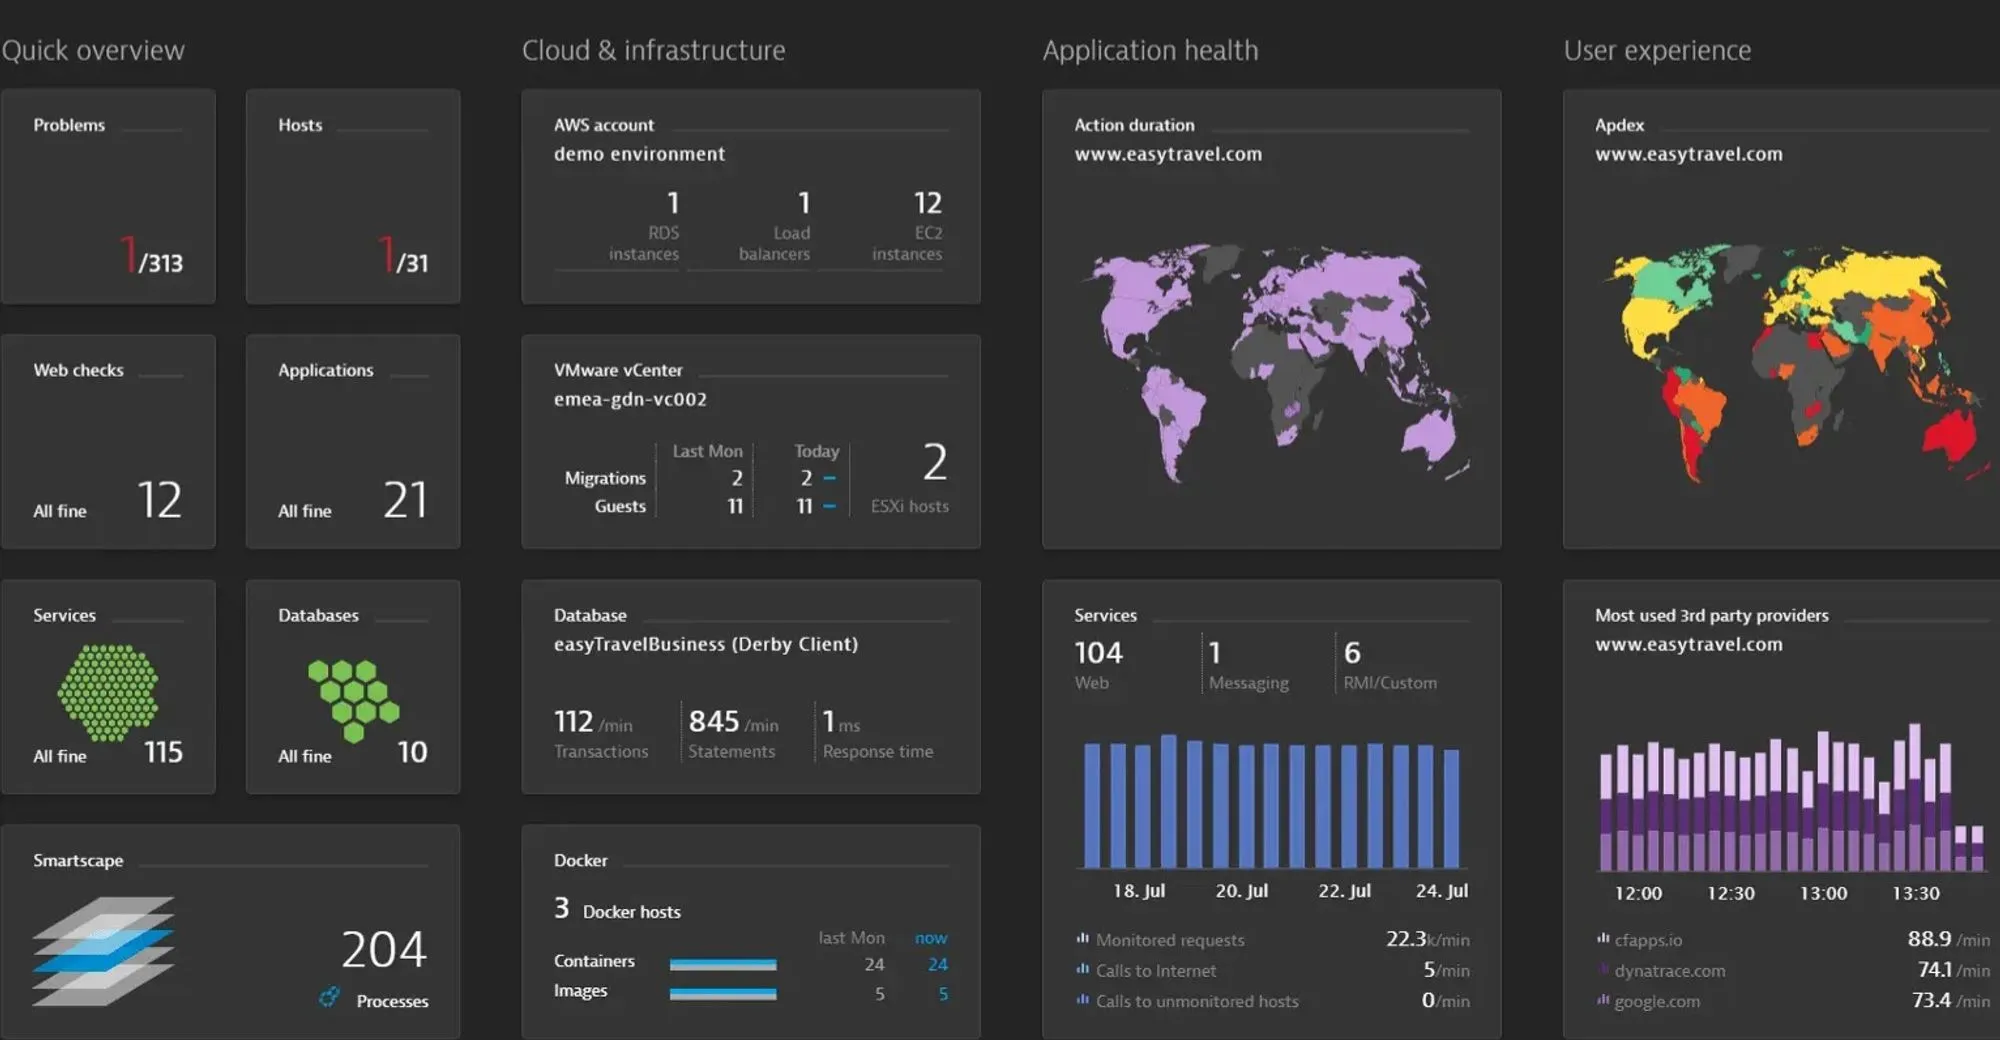 Quick overview
Problems
1/313
Hosts
1/31
Web checks
All fine 12
Applications
All fine 21
Services
All fine 115
Databases
All fine 10
Smartscape
204
Processes
Cloud & infrastructure
AWS account
demo environment
1 1 12
RDS Load EC2
instances balancers instances
VMware vCenter
emea-gdn-vc002
Last Mon Today
Migrations 2 2
Guests 11 11
2
ESXi hosts
Database
easyTravelBusiness (Derby Client)
112 /min 845 /min 1 ms
Transactions Statements Response time
Docker
3 Docker hosts
last Mon now
Containers 24 24
Images 5 5
Application health
Action duration
www.easytravel.com
Services
104 1 6
Web Messaging RMI/Custom
18. Jul 20. Jul 22. Jul 24. Jul
Monitored requests 22.3k/min
Calls to Internet 5/min
Calls to unmonitored hosts 0/min
User experience
Apdex
www.easytravel.com
Most used 3rd party providers
www.easytravel.com
12:00 12:30 13:00 13:30
cfapps.io 88.9 /min
dynatrace.com 74.1 /min
google.com 73.4 /min